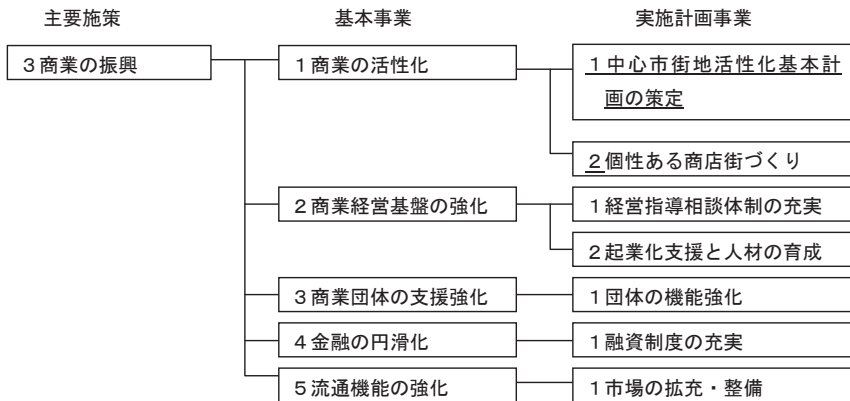 主要施策 基本事業 実施計画事業
３商業の振興 １商業の活性化 １中心市街地活性化基本計
画の策定
２個性ある商店街づくり
２商業経営基盤の強化 １経営指導相談体制の充実
２起業化支援と人材の育成
３商業団体の支援強化 １団体の機能強化
４金融の円滑化 １融資制度の充実
５流通機能の強化 １市場の拡充・整備